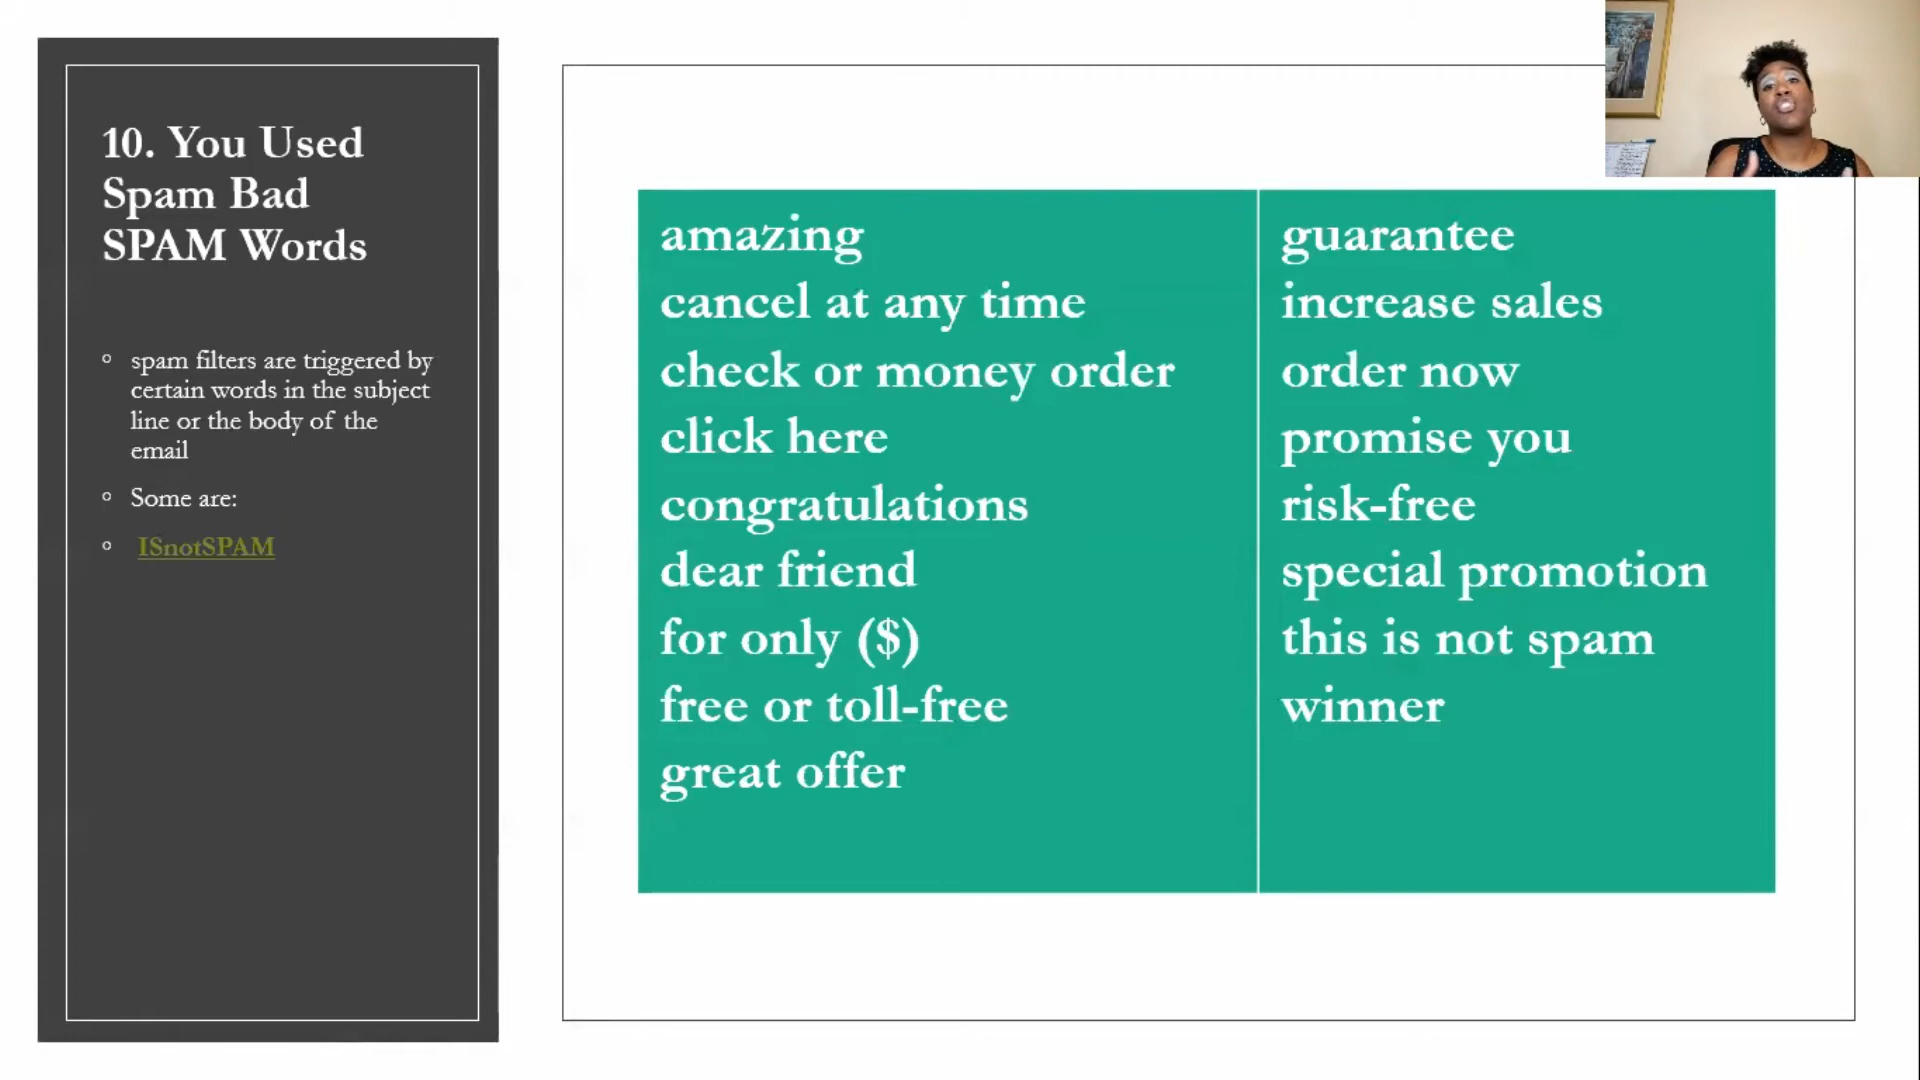 10. You Used
Spam Bad
SPAM Words
spam filters are triggered by
certain words in the subject
line or the body of the
email
Some are:
ISnotSPAM
amazing
cancel at any time
check or money order
click here
congratulations
dear friend
for only ($)
free or toll-free
great offer
guarantee
increase sales
order now
promise you
risk-free
special promotion
this is not spam
winner